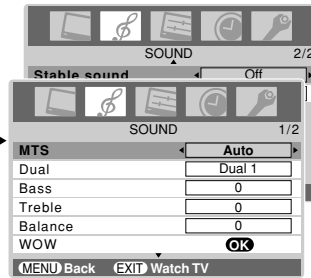 SOUND 2/2
Stable sound Off
SOUND 1/2
MTS Auto
Dual Dual 1
Bass 0
Treble 0
Balance 0
WOW OK
MENU Back EXIT Watch TV